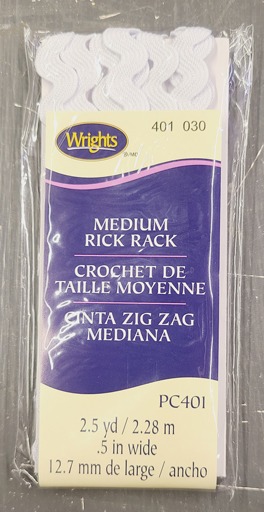 401 030
Wrights
®/MD
MEDIUM
RICK RACK
CROCHET DE
TAILLE MOYENNE
CINTA ZIG ZAG
MEDIANA
PC401
2.5 yd / 2.28 m
.5 in wide
12.7 mm de large / ancho